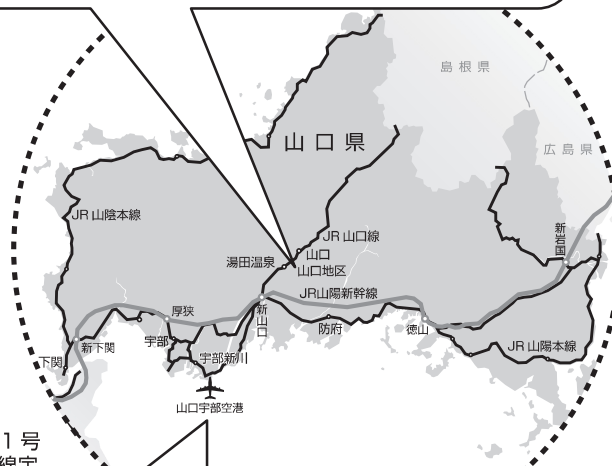 島根県
山口県
広島県
JR山陰本線
JR山口線
新岩国
山口
湯田温泉
山口地区
JR山陽新幹線
厚狭
新山口
防府
徳山
宇部
新下関
下関
宇部新川
JR山陽本線
山口宇部空港
1号